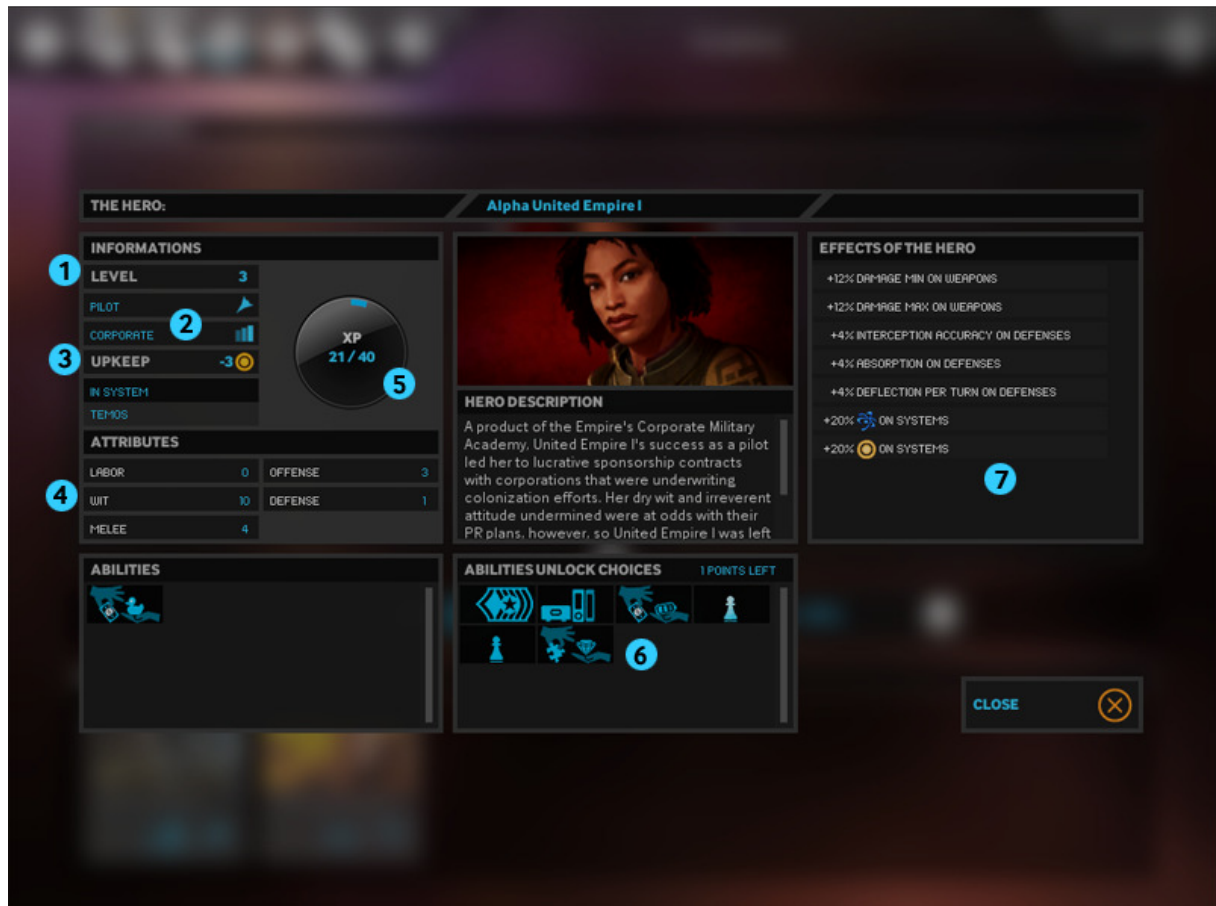 THE HERO:
Alpha United Empire I
INFORMATIONS
1
LEVEL 3
PILOT
2
CORPORATE
3
UPKEEP -3
IN SYSTEM
TEMOS
XP
21 / 40
5
ATTRIBUTES
LABOR 0 OFFENSE 3
4
WIT 10 DEFENSE 1
MELEE 4
HERO DESCRIPTION
A product of the Empire's Corporate Military
Academy, United Empire I's success as a pilot
led her to lucrative sponsorship contracts
with corporations that were underwriting
colonization efforts. Her dry wit and irreverent
attitude undermined were at odds with their
PR plans, however, so United Empire I was left
EFFECTS OF THE HERO
+12% DAMAGE MIN ON WEAPONS
+12% DAMAGE MAX ON WEAPONS
+4% INTERCEPTION ACCURACY ON DEFENSES
+4% ABSORPTION ON DEFENSES
+4% DEFLECTION PER TURN ON DEFENSES
+20% ON SYSTEMS
+20% ON SYSTEMS
7
ABILITIES
ABILITIES UNLOCK CHOICES 1 POINTS LEFT
6
CLOSE